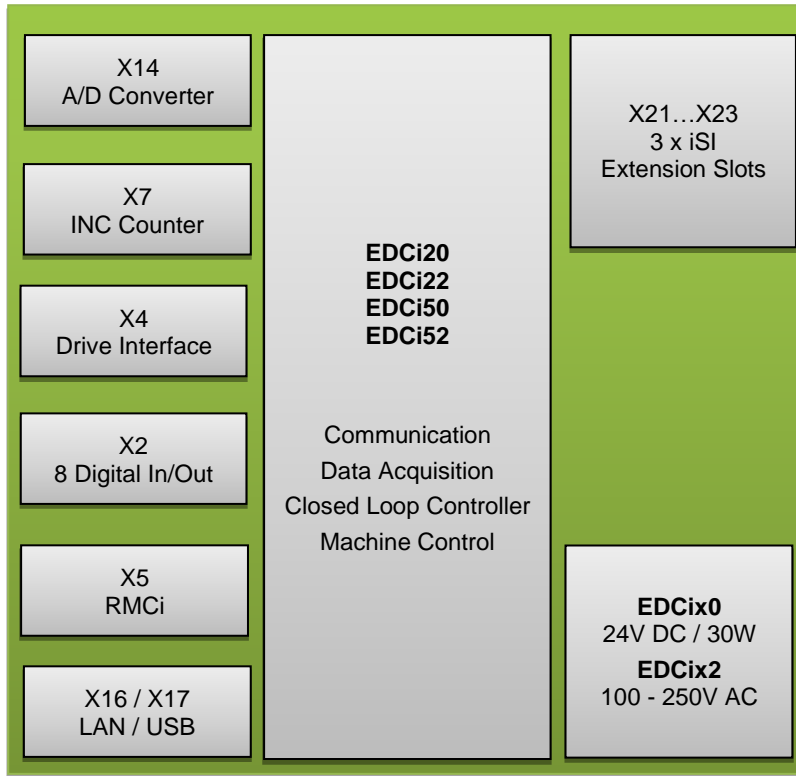 X14
A/D Converter
X7
INC Counter
X4
Drive Interface
X2
8 Digital In/Out
X5
RMCi
X16 / X17
LAN / USB
EDCi20
EDCi22
EDCi50
EDCi52
Communication
Data Acquisition
Closed Loop Controller
Machine Control
X21…X23
3 x iSI
Extension Slots
EDCix0
24V DC / 30W
EDCix2
100 - 250V AC